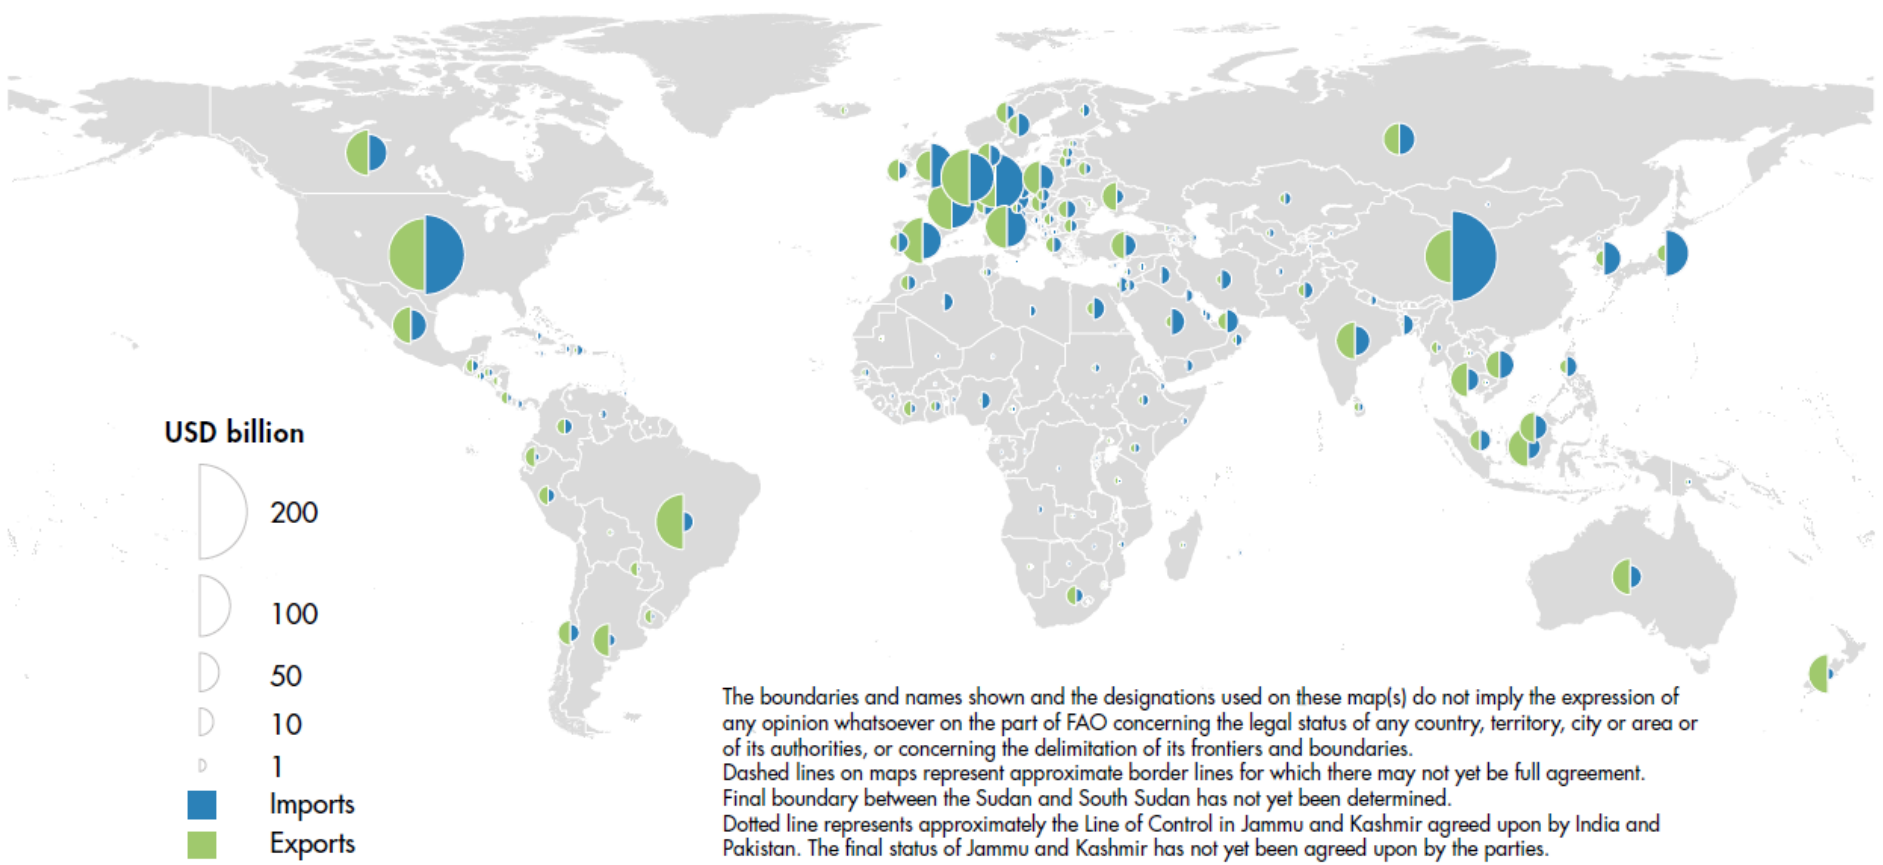 USD billion
200
100
50
10
1
Imports
Exports
The boundaries and names shown and the designations used on these map(s) do not imply the expression of
any opinion whatsoever on the part of FAO concerning the legal status of any country, territory, city or area or
of its authorities, or concerning the delimitation of its frontiers and boundaries.
Dashed lines on maps represent approximate border lines for which there may not yet be full agreement.
Final boundary between the Sudan and South Sudan has not yet been determined.
Dotted line represents approximately the Line of Control in Jammu and Kashmir agreed upon by India and
Pakistan. The final status of Jammu and Kashmir has not yet been agreed upon by the parties.